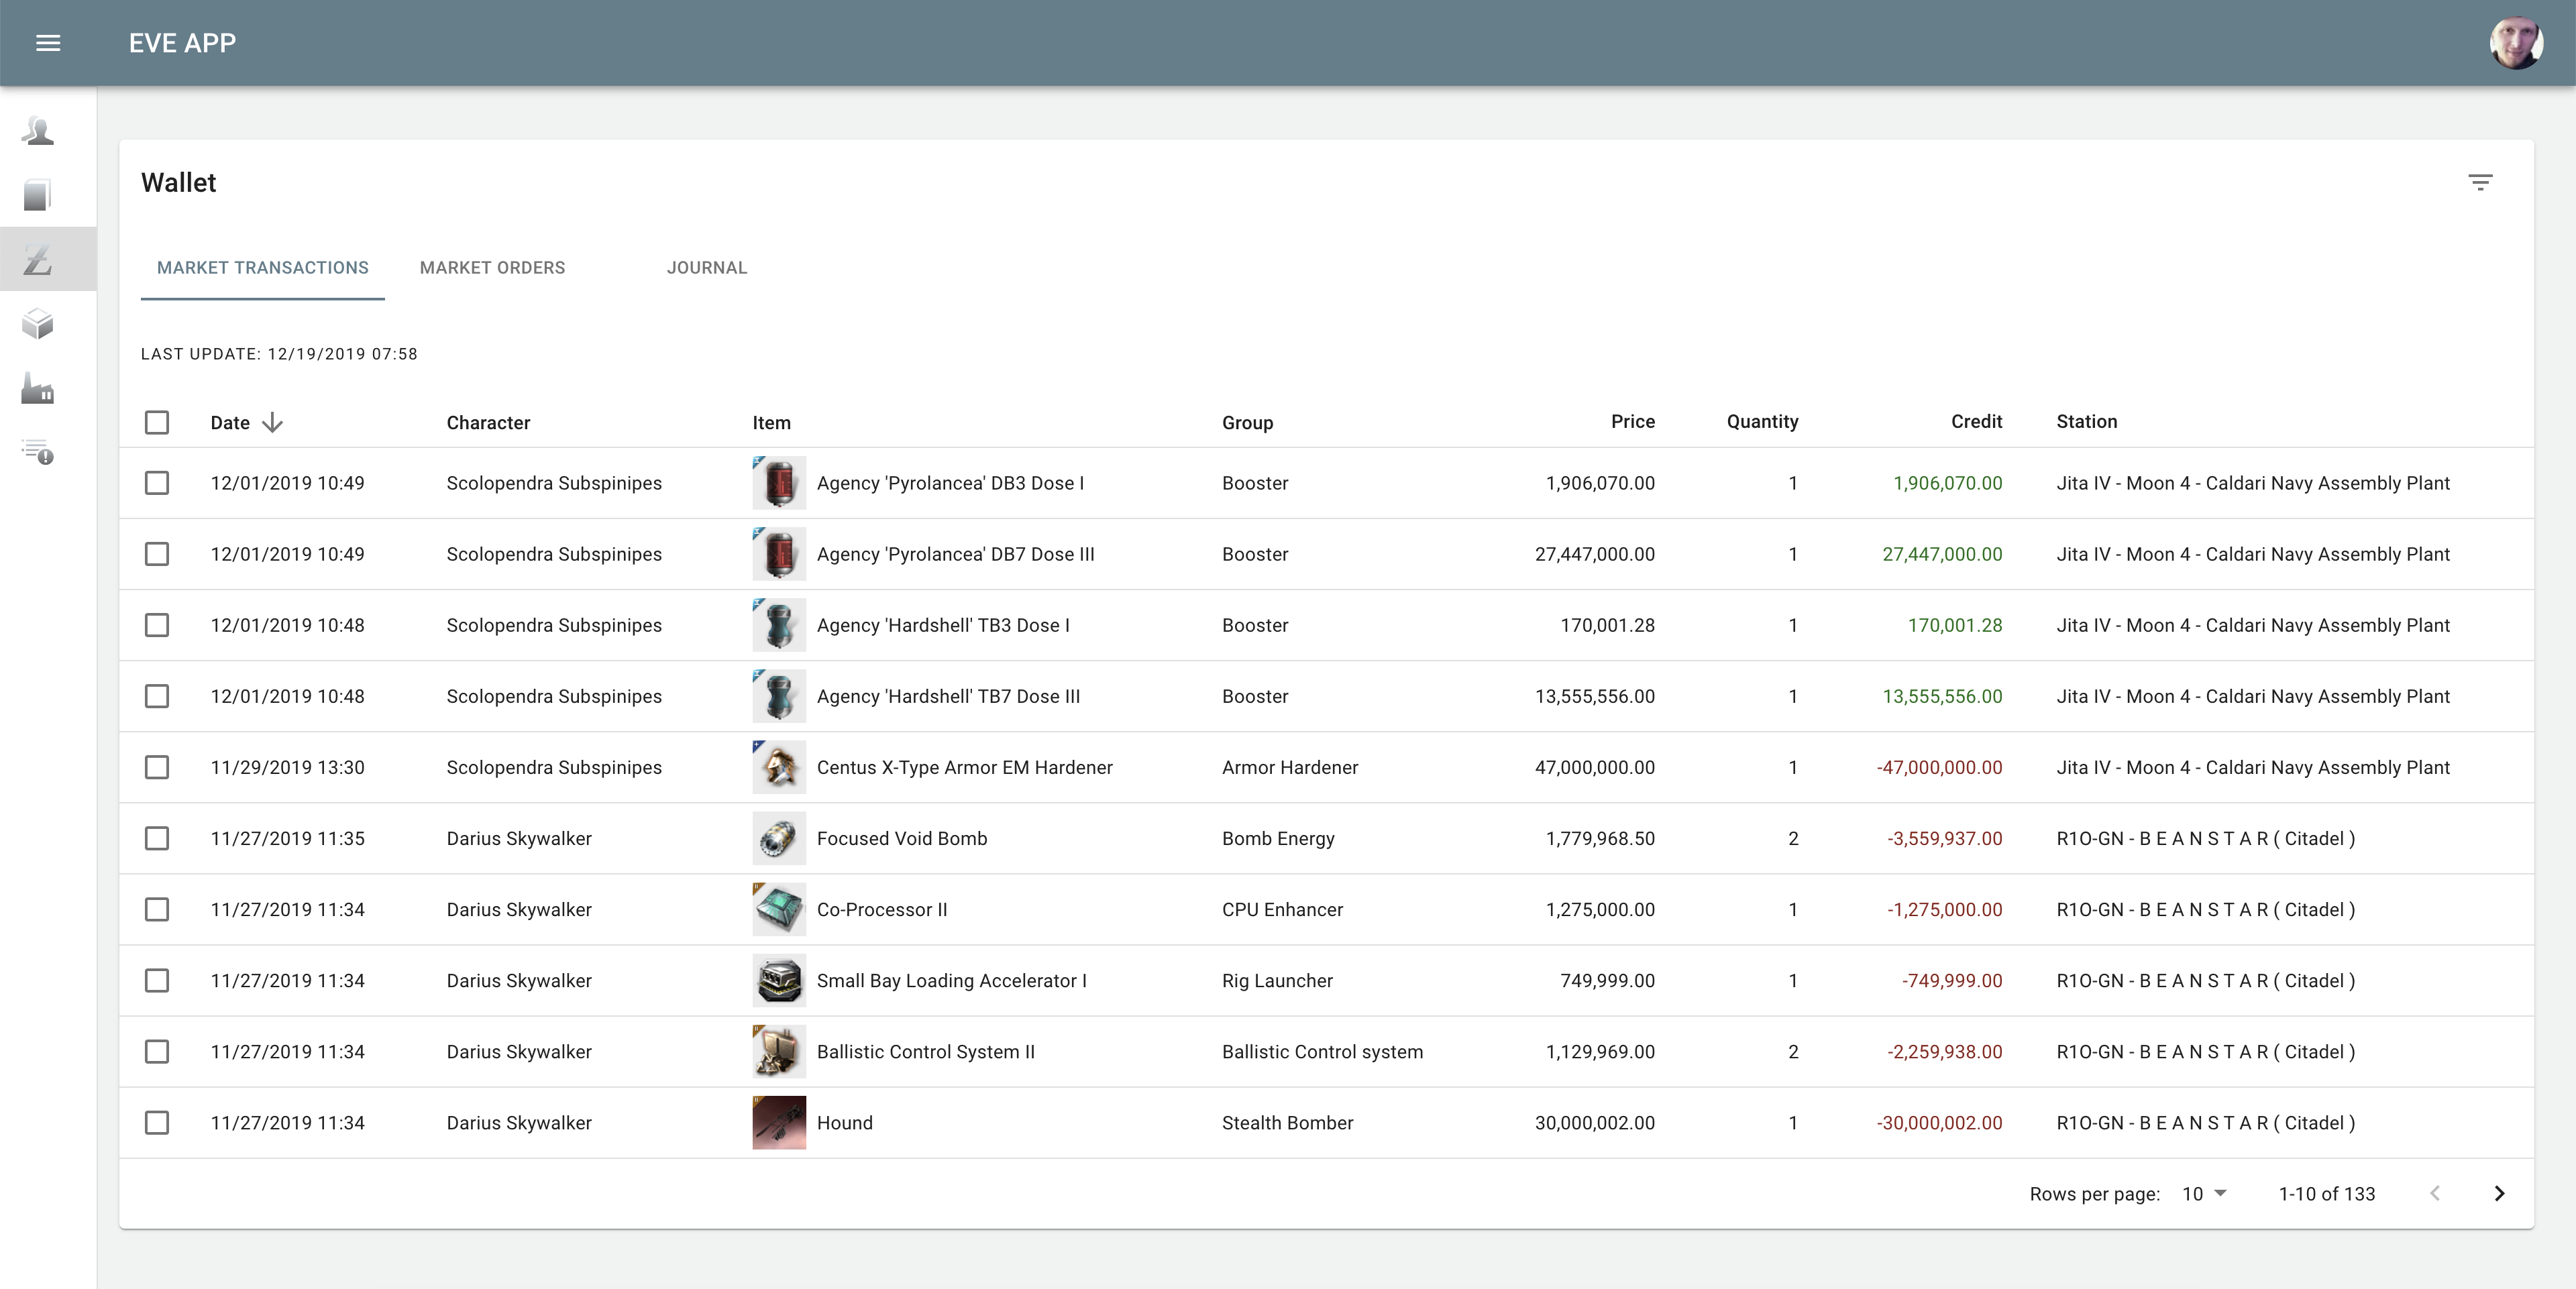 EVE APP
Wallet
MARKET TRANSACTIONS MARKET ORDERS JOURNAL
LAST UPDATE: 12/19/2019 07:58
Date Character Item Group Price Quantity Credit Station
12/01/2019 10:49 Scolopendra Subspinipes Agency 'Pyrolancea' DB3 Dose I Booster 1,906,070.00 1 1,906,070.00 Jita IV - Moon 4 - Caldari Navy Assembly Plant
12/01/2019 10:49 Scolopendra Subspinipes Agency 'Pyrolancea' DB7 Dose III Booster 27,447,000.00 1 27,447,000.00 Jita IV - Moon 4 - Caldari Navy Assembly Plant
12/01/2019 10:48 Scolopendra Subspinipes Agency 'Hardshell' TB3 Dose I Booster 170,001.28 1 170,001.28 Jita IV - Moon 4 - Caldari Navy Assembly Plant
12/01/2019 10:48 Scolopendra Subspinipes Agency 'Hardshell' TB7 Dose III Booster 13,555,556.00 1 13,555,556.00 Jita IV - Moon 4 - Caldari Navy Assembly Plant
11/29/2019 13:30 Scolopendra Subspinipes Centus X-Type Armor EM Hardener Armor Hardener 47,000,000.00 1 -47,000,000.00 Jita IV - Moon 4 - Caldari Navy Assembly Plant
11/27/2019 11:35 Darius Skywalker Focused Void Bomb Bomb Energy 1,779,968.50 2 -3,559,937.00 R1O-GN - B E A N S T A R ( Citadel )
11/27/2019 11:34 Darius Skywalker Co-Processor II CPU Enhancer 1,275,000.00 1 -1,275,000.00 R1O-GN - B E A N S T A R ( Citadel )
11/27/2019 11:34 Darius Skywalker Small Bay Loading Accelerator I Rig Launcher 749,999.00 1 -749,999.00 R1O-GN - B E A N S T A R ( Citadel )
11/27/2019 11:34 Darius Skywalker Ballistic Control System II Ballistic Control system 1,129,969.00 2 -2,259,938.00 R1O-GN - B E A N S T A R ( Citadel )
11/27/2019 11:34 Darius Skywalker Hound Stealth Bomber 30,000,002.00 1 -30,000,002.00 R1O-GN - B E A N S T A R ( Citadel )
Rows per page: 10 1-10 of 133